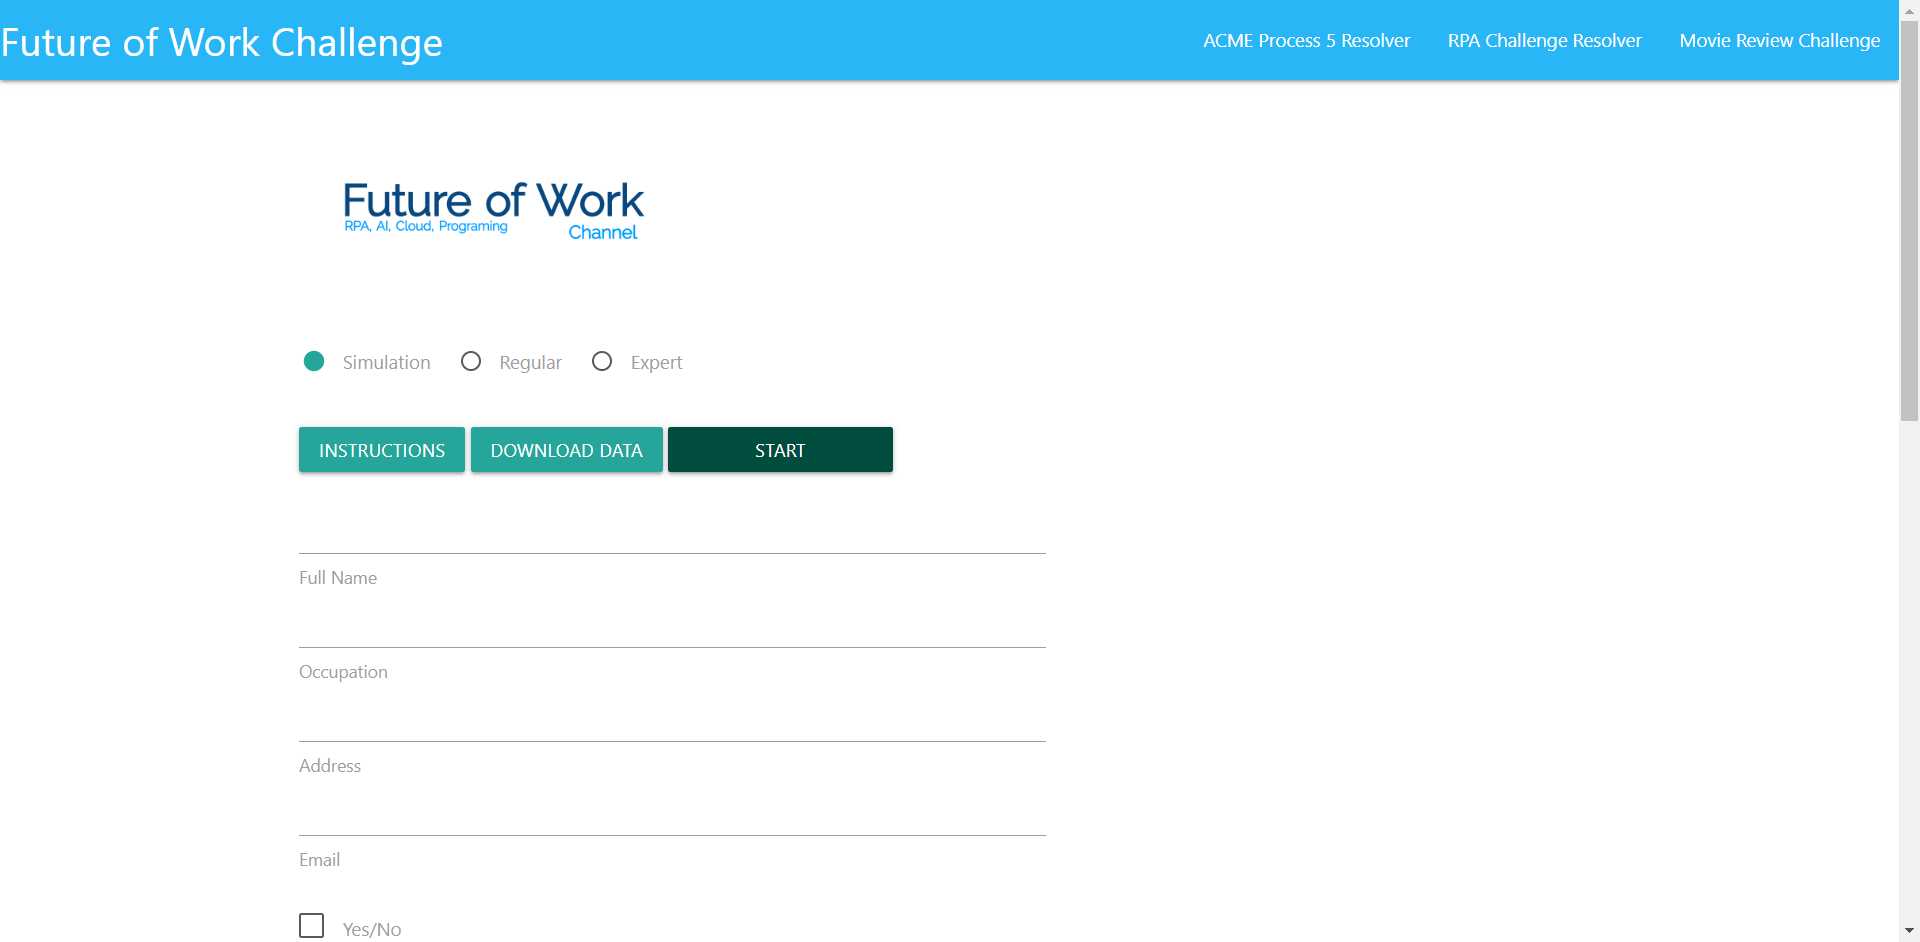 Future of Work Challenge
ACME Process 5 Resolver RPA Challenge Resolver Movie Review Challenge
Future of Work
RPA, AI, Cloud, Programing
Channel
Simulation Regular Expert
INSTRUCTIONS DOWNLOAD DATA START
Full Name
Occupation
Address
Email
Yes/No